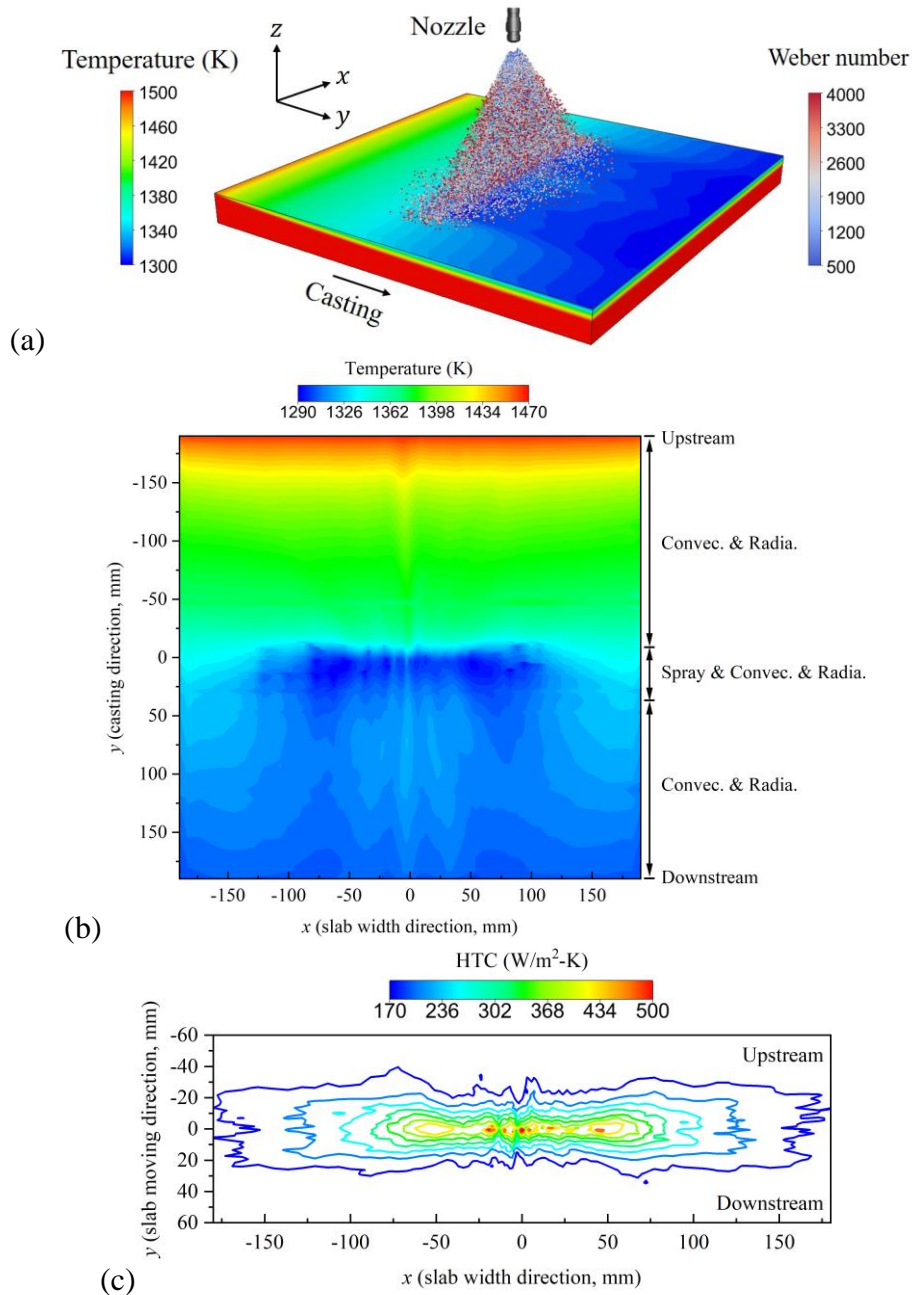 Nozzle
Temperature (K)
1500
1460
1420
1380
1340
1300
z
x
y
Weber number
4000
3300
2600
1900
1200
500
Casting
(a)
Temperature (K)
1290 1326 1362 1398 1434 1470
y (casting direction, mm)
-150
-100
-50
0
50
100
150
-150 -100 -50 0 50 100 150
x (slab width direction, mm)
Upstream
Convec. & Radia.
Spray & Convec. & Radia.
Convec. & Radia.
Downstream
(b)
HTC (W/m²-K)
170 236 302 368 434 500
y (slab moving direction, mm)
-60
-40
-20
0
20
40
60
Upstream
Downstream
-150 -100 -50 0 50 100 150
x (slab width direction, mm)
(c)